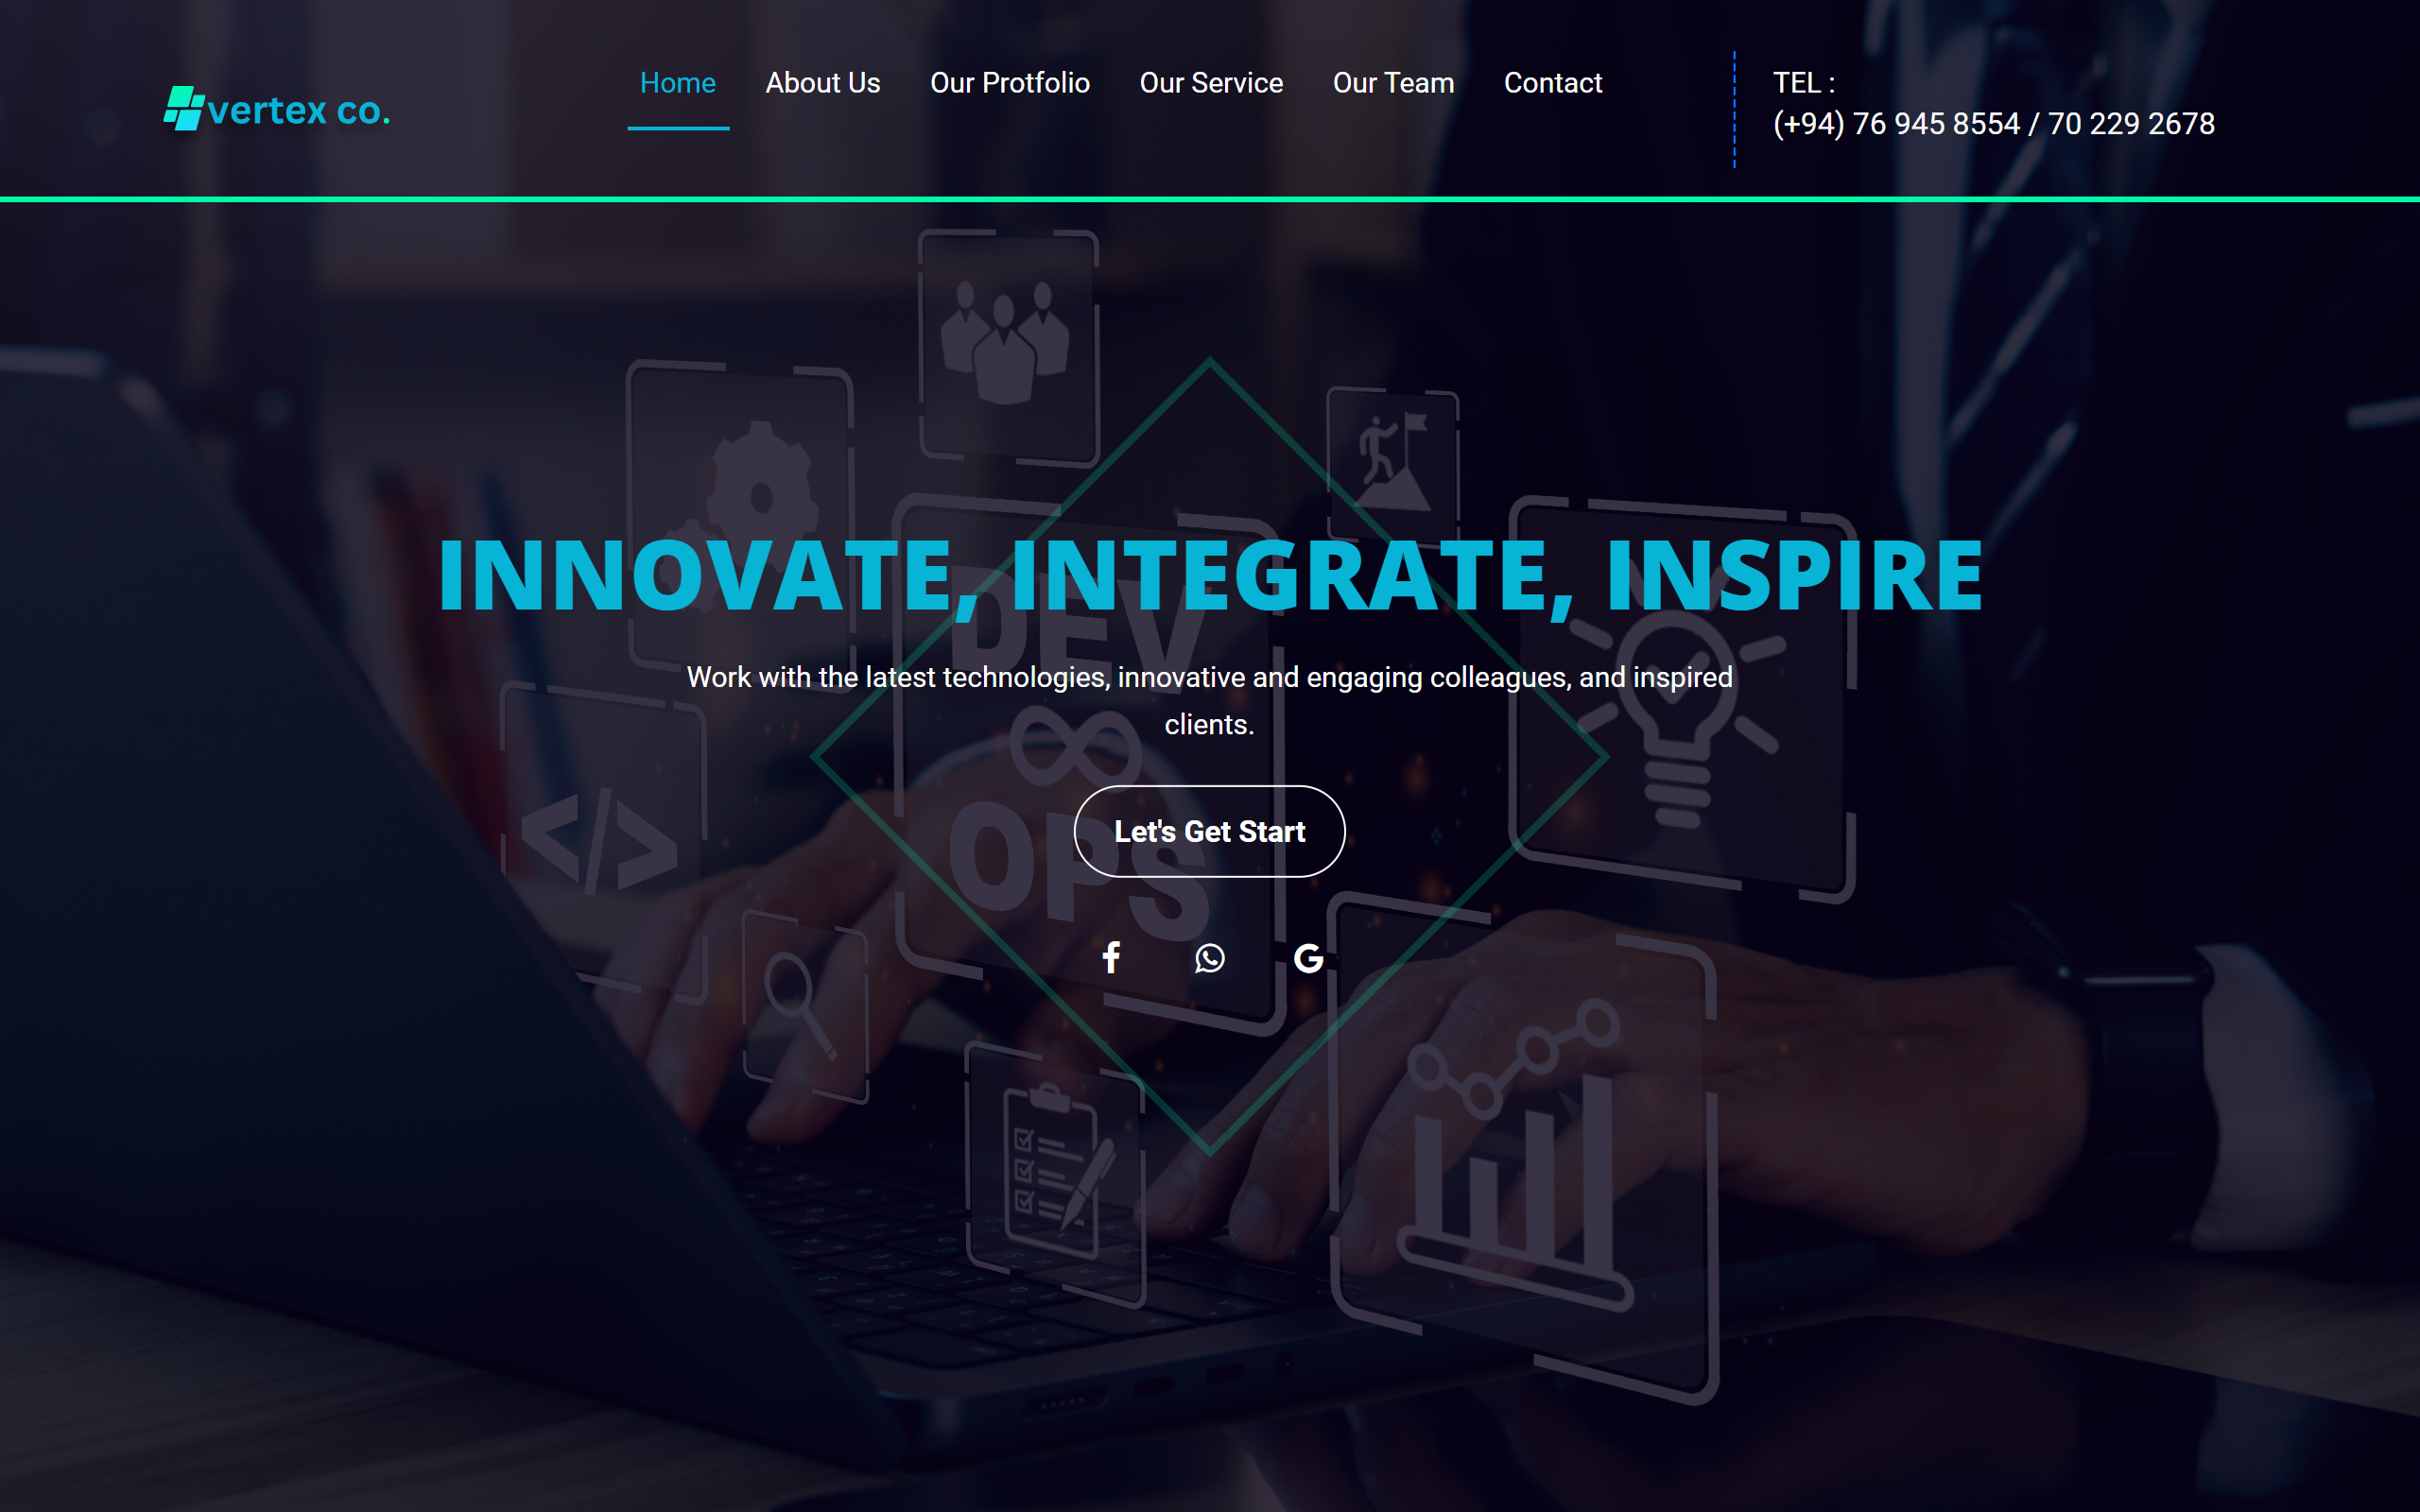 vertex co.
Home About Us Our Protfolio Our Service Our Team Contact
TEL :
(+94) 76 945 8554 / 70 229 2678
INNOVATE, INTEGRATE, INSPIRE
DEV
Work with the latest technologies, innovative and engaging colleagues, and inspired
clients.
OPS
Let's Get Start